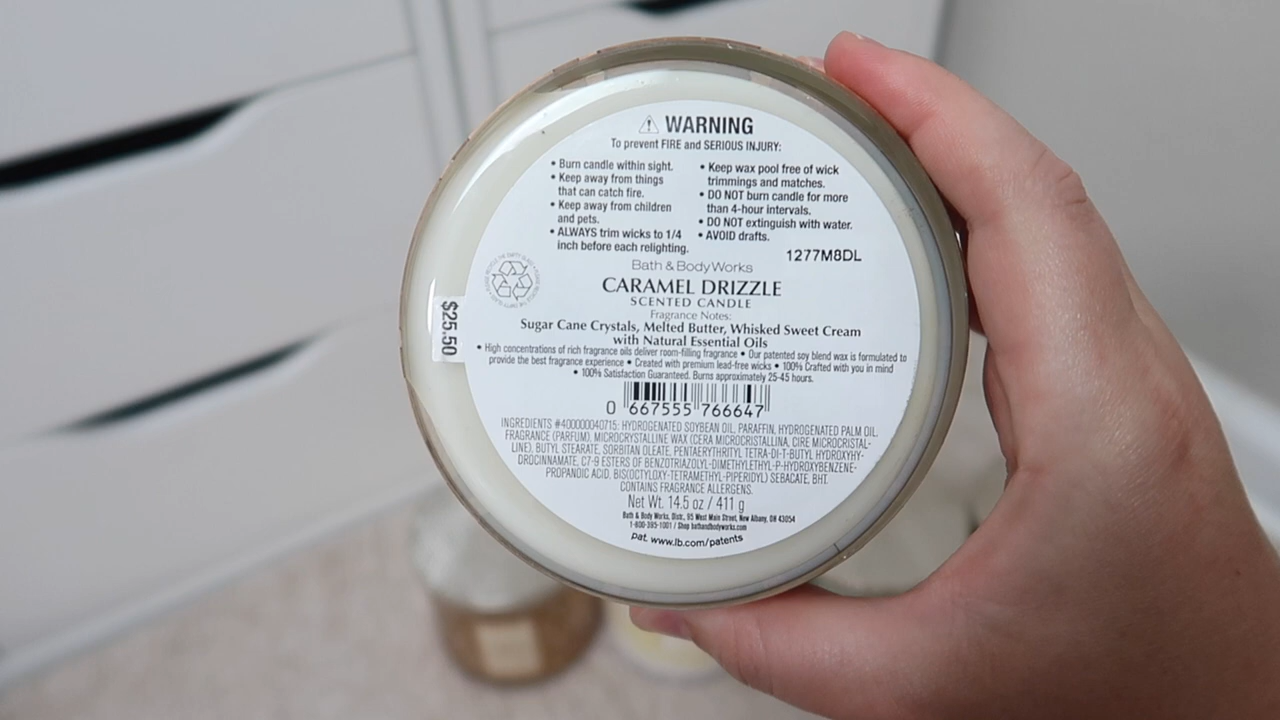 WARNING
To prevent FIRE and SERIOUS INJURY:
• Burn candle within sight.
• Keep away from things
that can catch fire.
• Keep away from children
and pets.
• ALWAYS trim wicks to 1/4
inch before each relighting.
• Keep wax pool free of wick
trimmings and matches.
• DO NOT burn candle for more
than 4-hour intervals.
• DO NOT extinguish with water.
• AVOID drafts.
1277M8DL
Bath & Body Works
CARAMEL DRIZZLE
SCENTED CANDLE
Fragrance Notes:
Sugar Cane Crystals, Melted Butter, Whisked Sweet Cream
with Natural Essential Oils
• High concentrations of rich fragrance oils deliver room-filling fragrance • Our patented soy blend wax is formulated to
provide the best fragrance experience • Created with premium lead-free wicks • 100% Crafted with you in mind
• 100% Satisfaction Guaranteed. Burns approximately 25-45 hours.
$25.50
0 667555 766647
INGREDIENTS #400000040715: HYDROGENATED SOYBEAN OIL, PARAFFIN, HYDROGENATED PALM OIL,
FRAGRANCE (PARFUM), MICROCRYSTALLINE WAX (CERA MICROCRISTALLINA, CIRE MICROCRISTAL-
LINE), BUTYL STEARATE, SORBITAN OLEATE, PENTAERYTHRITYL TETRA-DI-T-BUTYL HYDROXYHY-
DROCINNAMATE, C7-9 ESTERS OF BENZOTRIAZOLYL-DIMETHYLETHYL-P-HYDROXYBENZENE-
PROPANOIC ACID, BIS(OCTYLOXY-TETRAMETHYL-PIPERIDYL) SEBACATE, BHT.
CONTAINS FRAGRANCE ALLERGENS.
Net Wt. 14.5 oz / 411 g
Bath & Body Works, Distr., 95 West Main Street, New Albany, OH 43054
1-800-395-1001 / Shop bathandbodyworks.com
pat. www.lb.com/patents